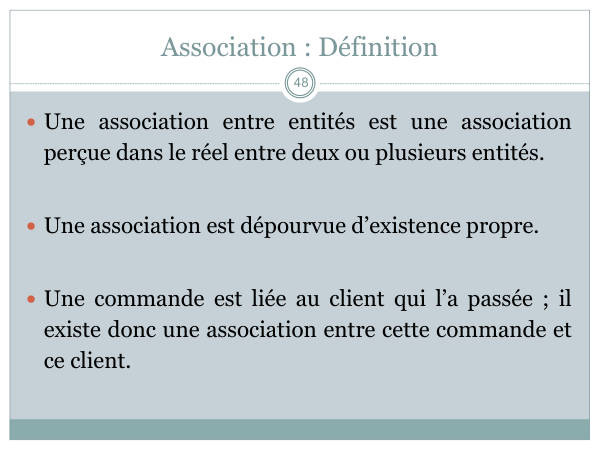 Association : Définition
48
• Une association entre entités est une association
perçue dans le réel entre deux ou plusieurs entités.
• Une association est dépourvue d’existence propre.
• Une commande est liée au client qui l’a passée ; il
existe donc une association entre cette commande et
ce client.